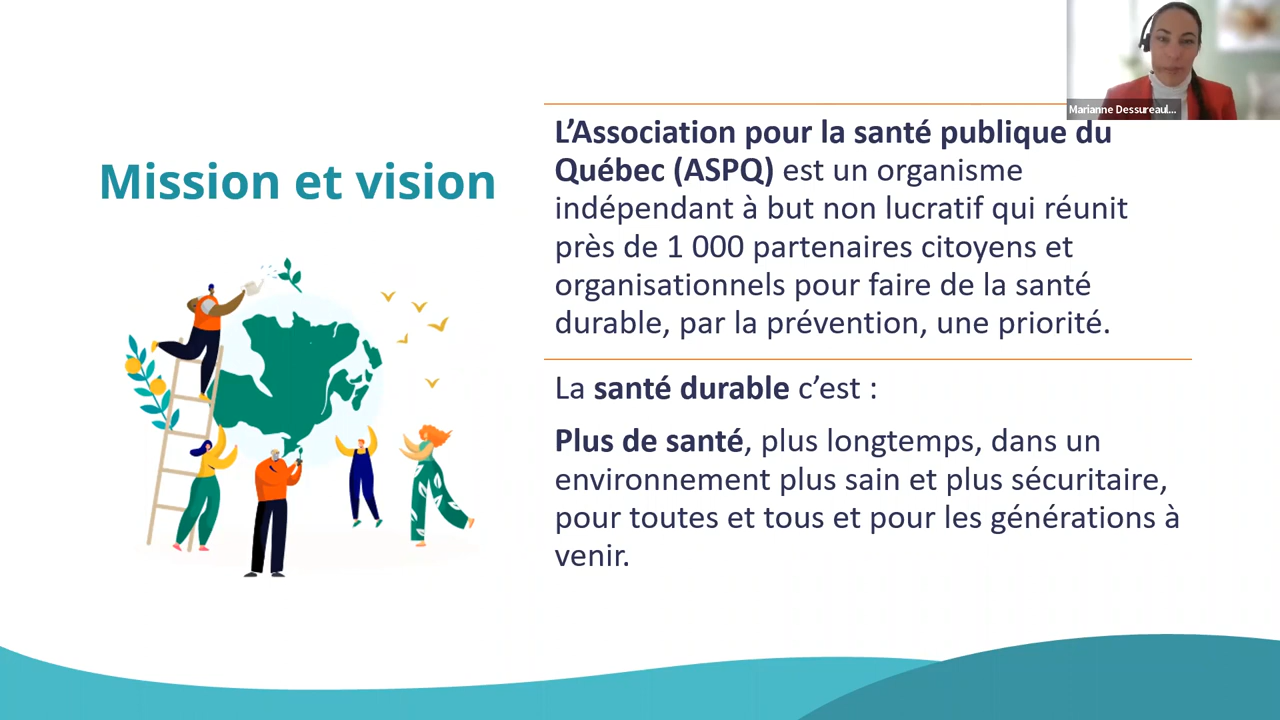 Marianne Dessureaul...
Mission et vision
L'Association pour la santé publique du
Québec (ASPQ) est un organisme
indépendant à but non lucratif qui réunit
près de 1 000 partenaires citoyens et
organisationnels pour faire de la santé
durable, par la prévention, une priorité.
La santé durable c'est :
Plus de santé, plus longtemps, dans un
environnement plus sain et plus sécuritaire,
pour toutes et tous et pour les générations à
venir.